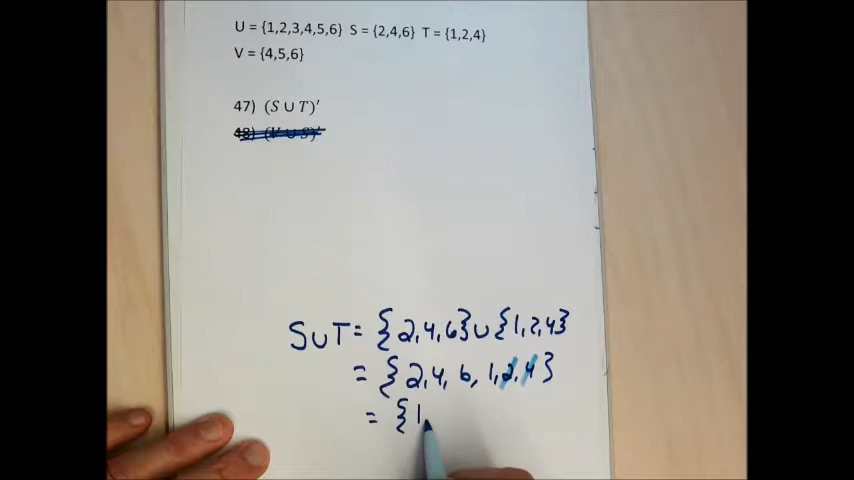 U = {1,2,3,4,5,6} S = {2,4,6} T = {1,2,4}
V = {4,5,6}
47) (S ∪ T)′
48) (V ∪ S)′
S∪T = {2,4,6}∪{1,2,4}
= {2,4,6,1,2,4}
= {1,